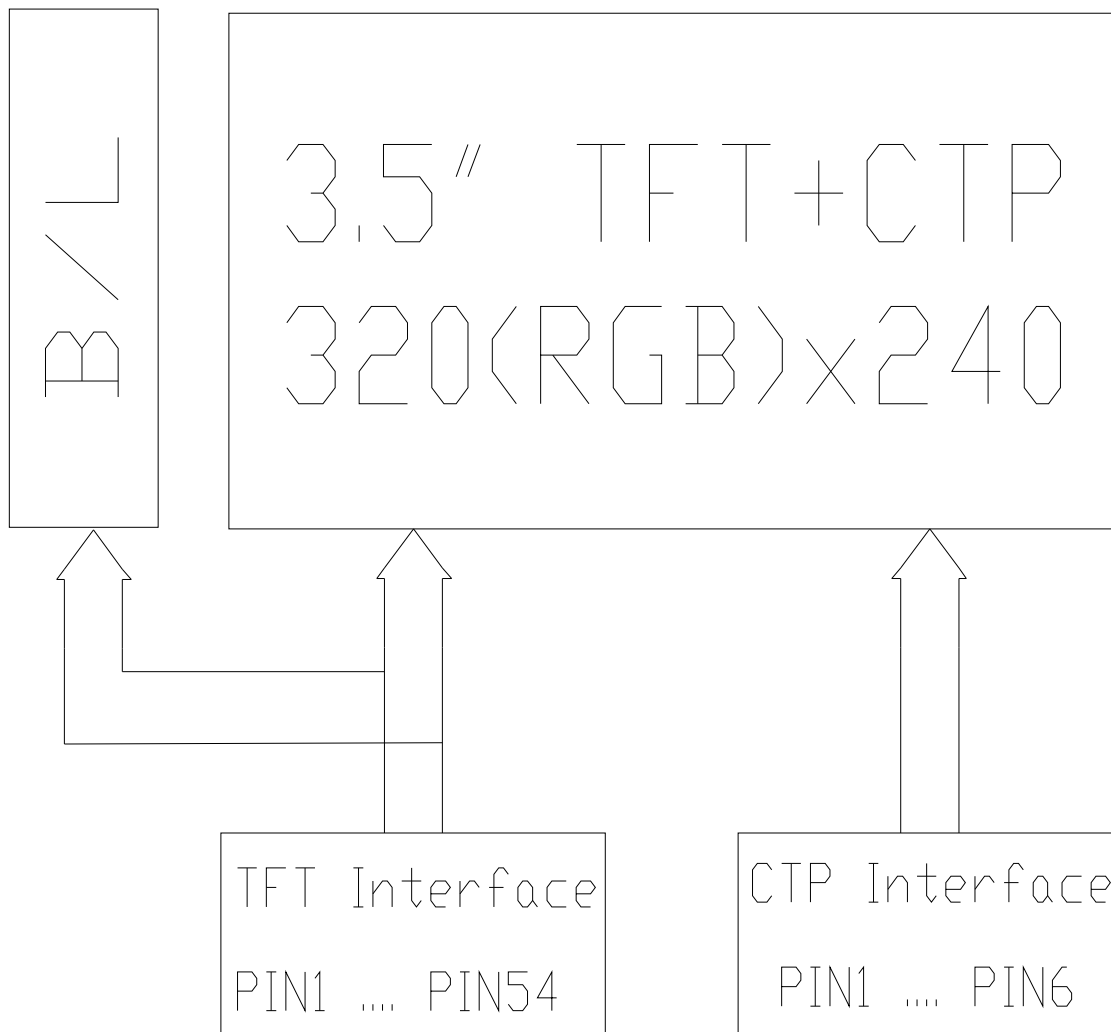 B/L
3.5" TFT+CTP
320(RGB)x240
TFT Interface
PIN1 .... PIN54
CTP Interface
PIN1 .... PIN6